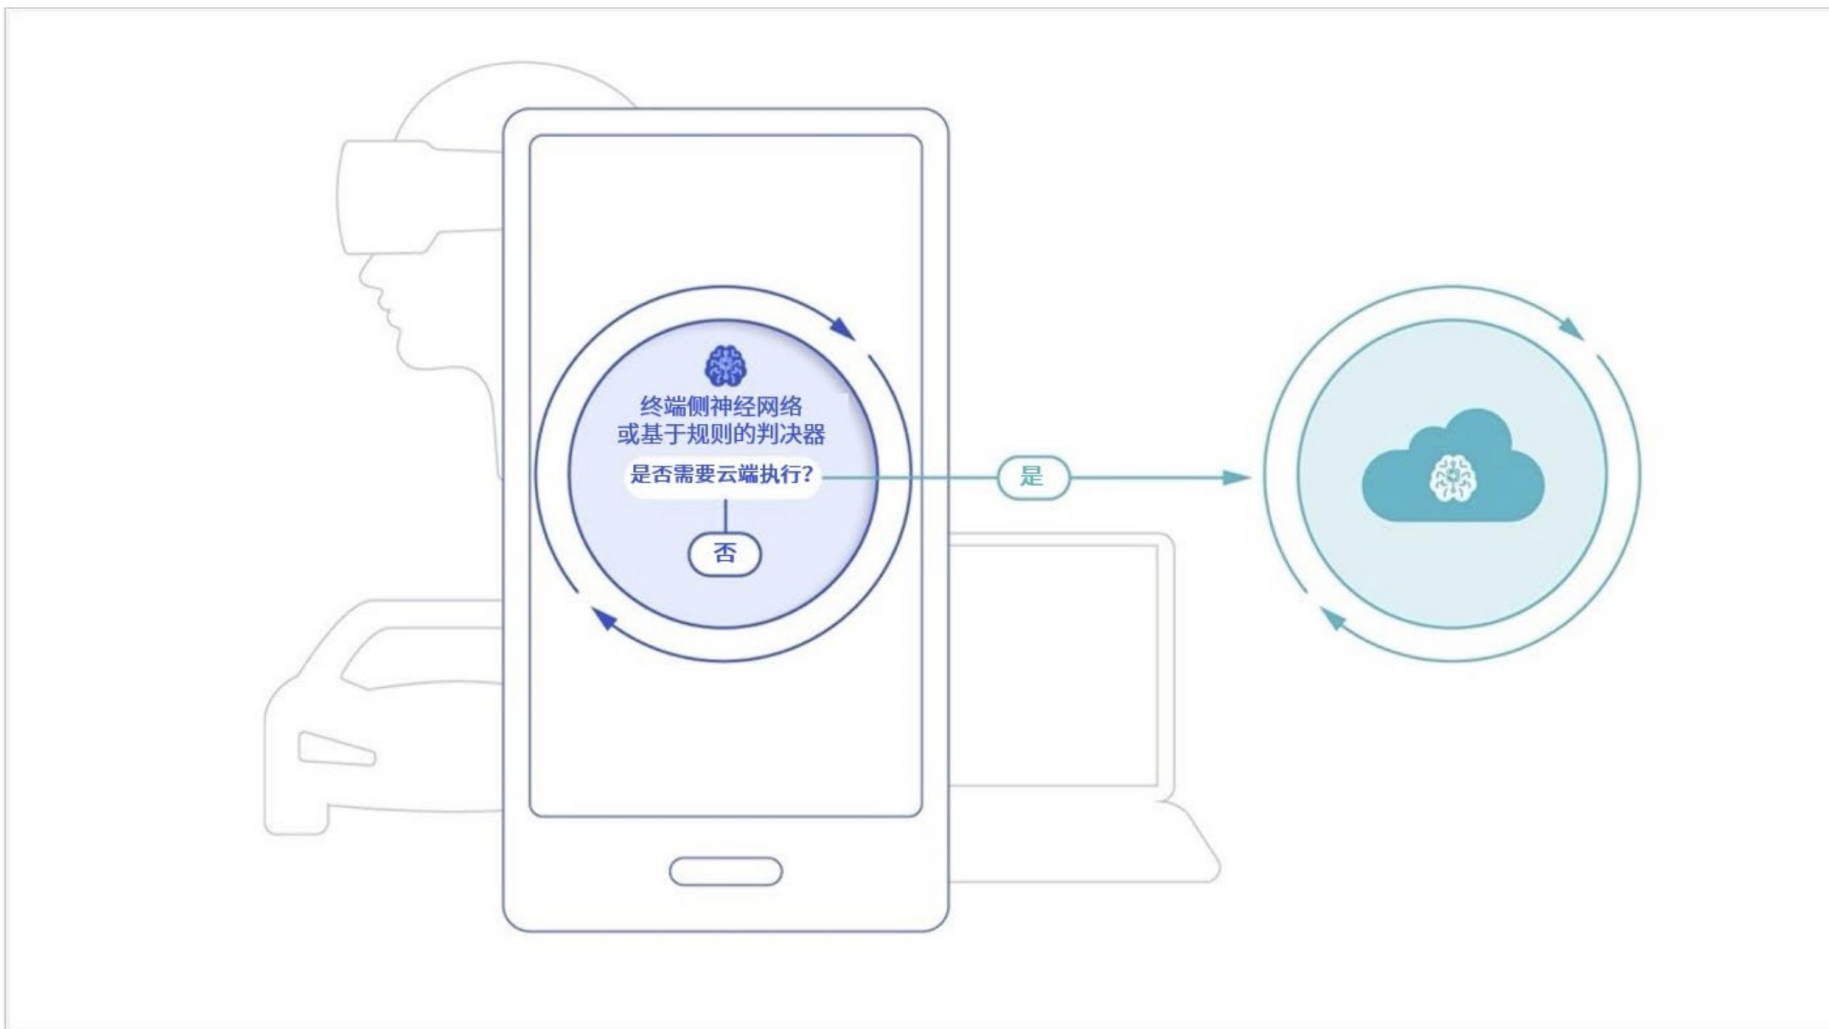 终端侧神经网络
或基于规则的判决器
是否需要云端执行?
是
否